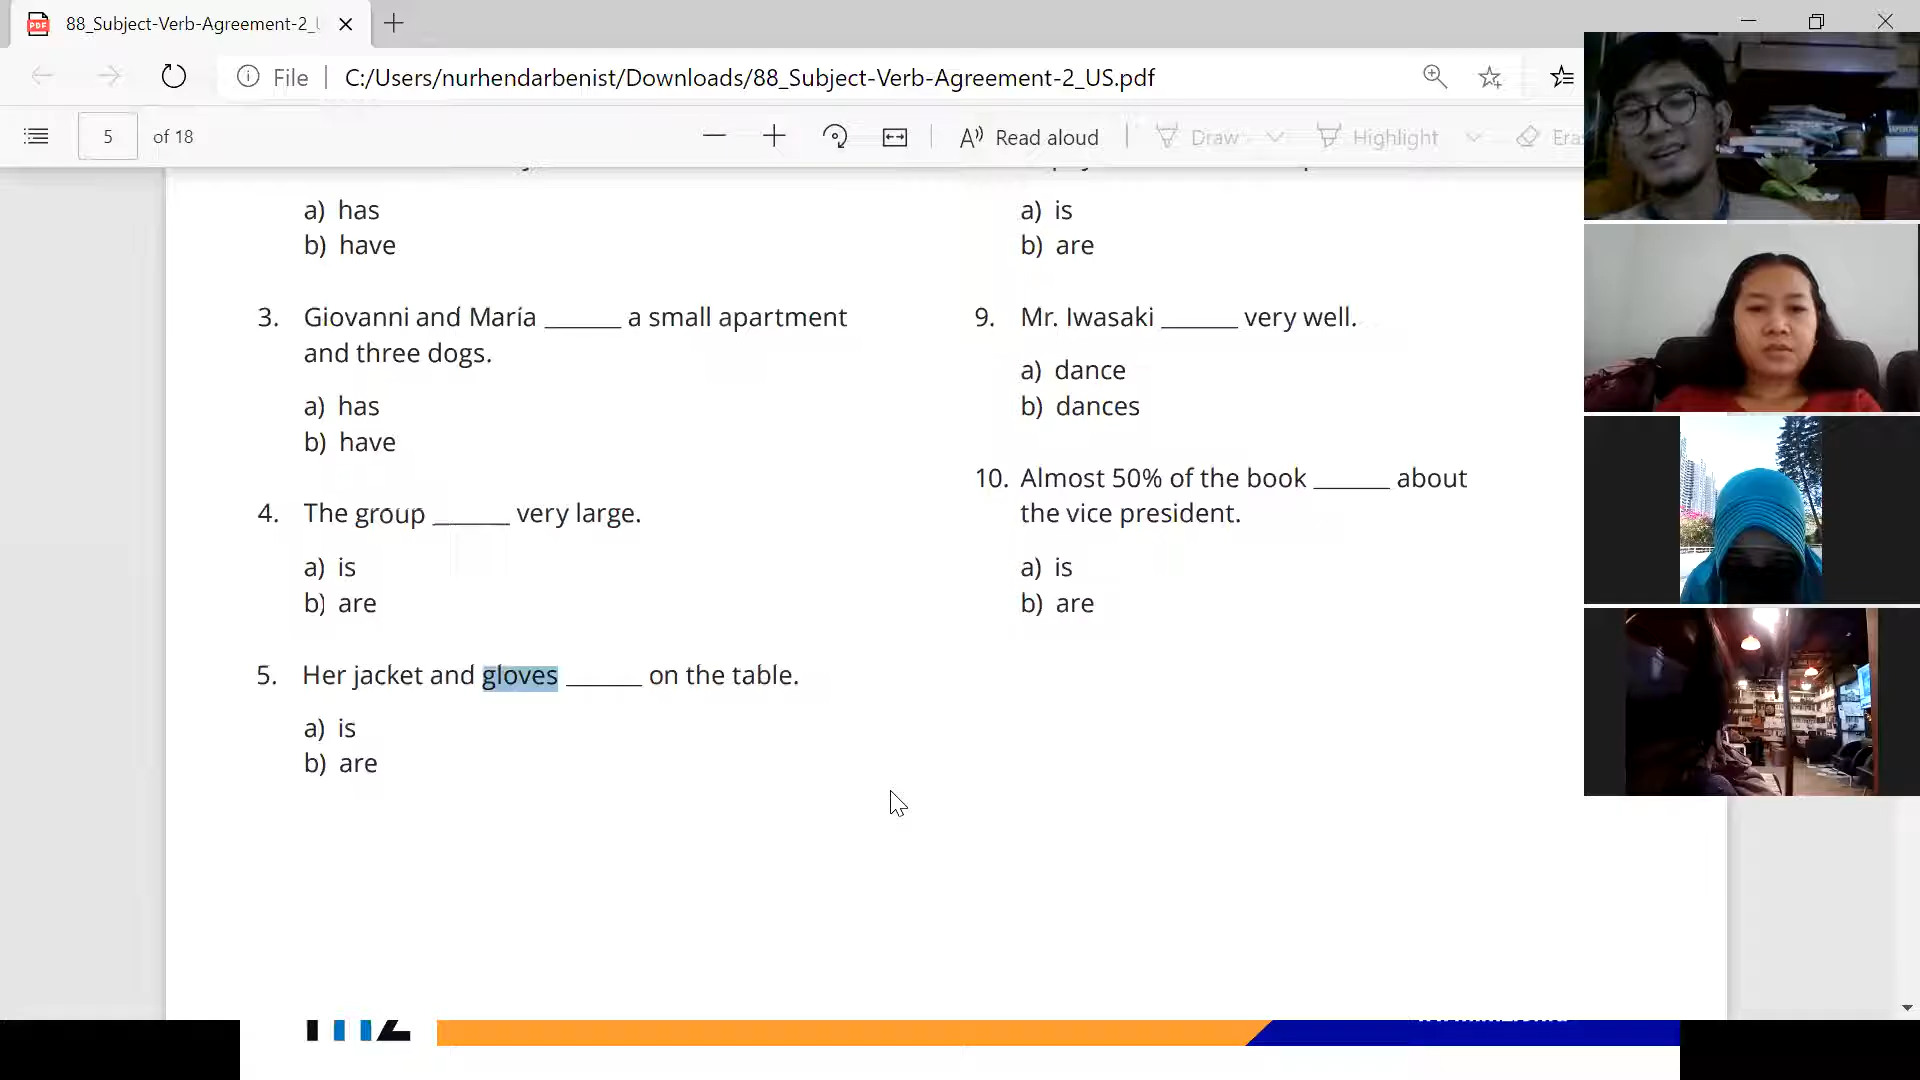 88_Subject-Verb-Agreement-2_U
File
C:/Users/nurhendarbenist/Downloads/88_Subject-Verb-Agreement-2_US.pdf
5 of 18
Read aloud
Draw
Highlight
Era
a) has
b) have
3. Giovanni and María ______ a small apartment
and three dogs.
a) has
b) have
4. The group ______ very large.
a) is
b) are
5. Her jacket and gloves ______ on the table.
a) is
b) are
a) is
b) are
9. Mr. Iwasaki ______ very well.
a) dance
b) dances
10. Almost 50% of the book ______ about
the vice president.
a) is
b) are